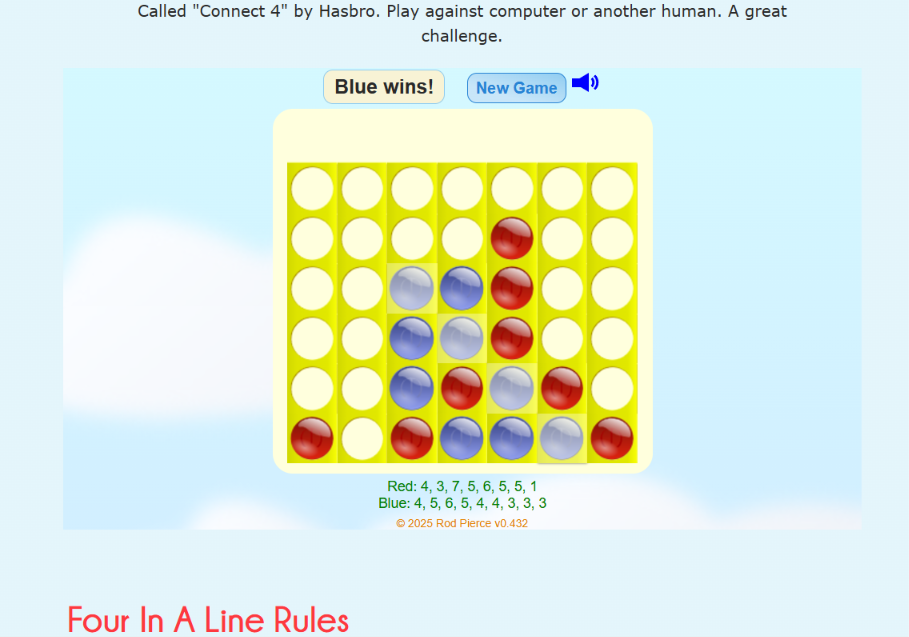 Called "Connect 4" by Hasbro. Play against computer or another human. A great
challenge.
Blue wins!
New Game
Red: 4, 3, 7, 5, 6, 5, 5, 1
Blue: 4, 5, 6, 5, 4, 4, 3, 3, 3
© 2025 Rod Pierce v0.432
Four In A Line Rules